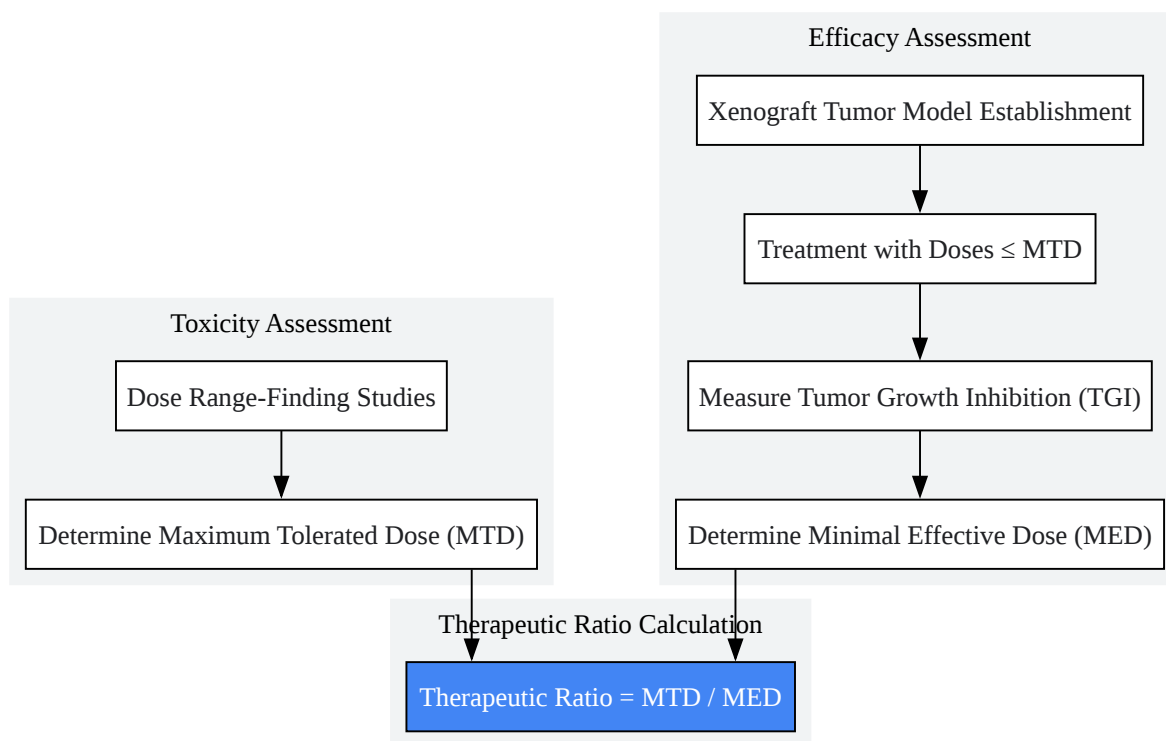 Efficacy Assessment
Xenograft Tumor Model Establishment
Treatment with Doses ≤ MTD
Measure Tumor Growth Inhibition (TGI)
Determine Minimal Effective Dose (MED)
Toxicity Assessment
Dose Range-Finding Studies
Determine Maximum Tolerated Dose (MTD)
Therapeutic Ratio Calculation
Therapeutic Ratio = MTD / MED